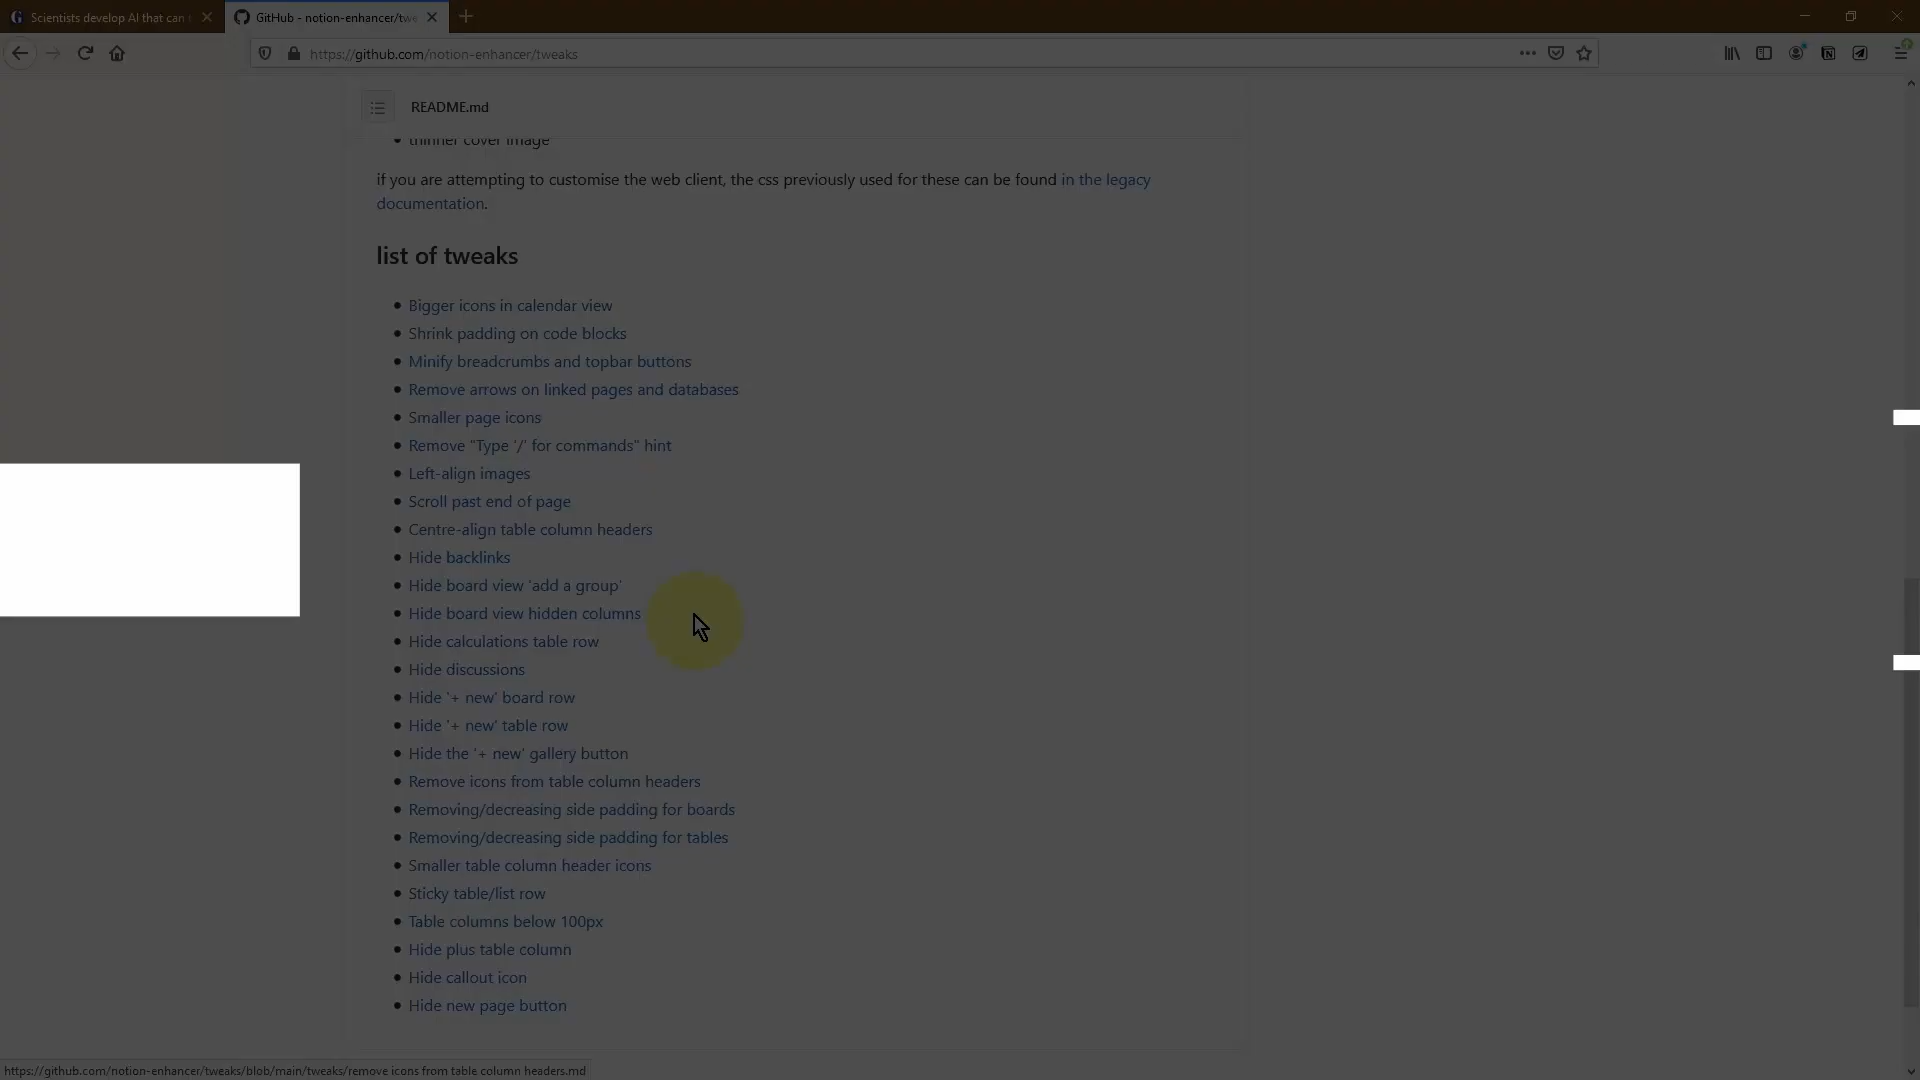 Scientists develop AI that can
GitHub - notion-enhancer/twe
https://github.com/notion-enhancer/tweaks
README.md
thinner cover image
if you are attempting to customise the web client, the css previously used for these can be found in the legacy
documentation.
list of tweaks
Bigger icons in calendar view
Shrink padding on code blocks
Minify breadcrumbs and topbar buttons
Remove arrows on linked pages and databases
Smaller page icons
Remove "Type '/' for commands" hint
Left-align images
Scroll past end of page
Centre-align table column headers
Hide backlinks
Hide board view 'add a group'
Hide board view hidden columns
Hide calculations table row
Hide discussions
Hide '+ new' board row
Hide '+ new' table row
Hide the '+ new' gallery button
Remove icons from table column headers
Removing/decreasing side padding for boards
Removing/decreasing side padding for tables
Smaller table column header icons
Sticky table/list row
Table columns below 100px
Hide plus table column
Hide callout icon
Hide new page button
https://github.com/notion-enhancer/tweaks/blob/main/tweaks/remove icons from table column headers.md